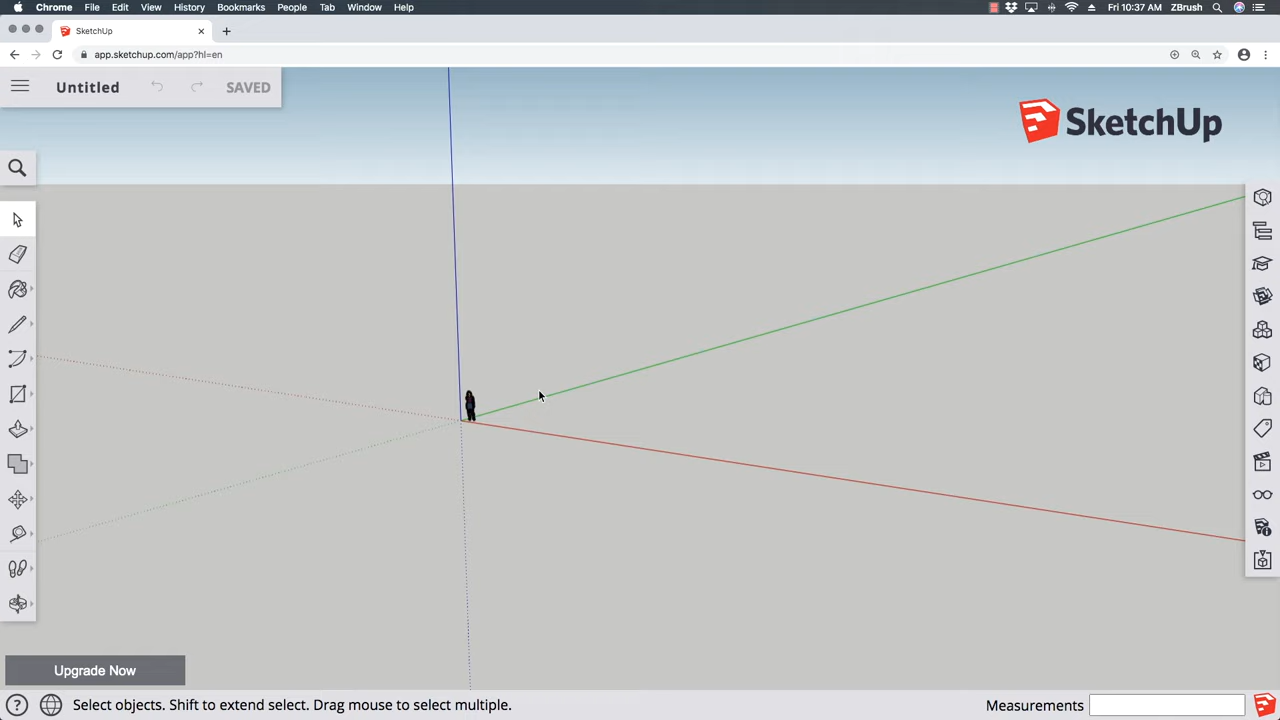 Chrome File Edit View History Bookmarks People Tab Window Help Fri 10:37 AM ZBrush
SketchUp
app.sketchup.com/app?hl=en
Untitled SAVED
SketchUp
Upgrade Now
Select objects. Shift to extend select. Drag mouse to select multiple. Measurements